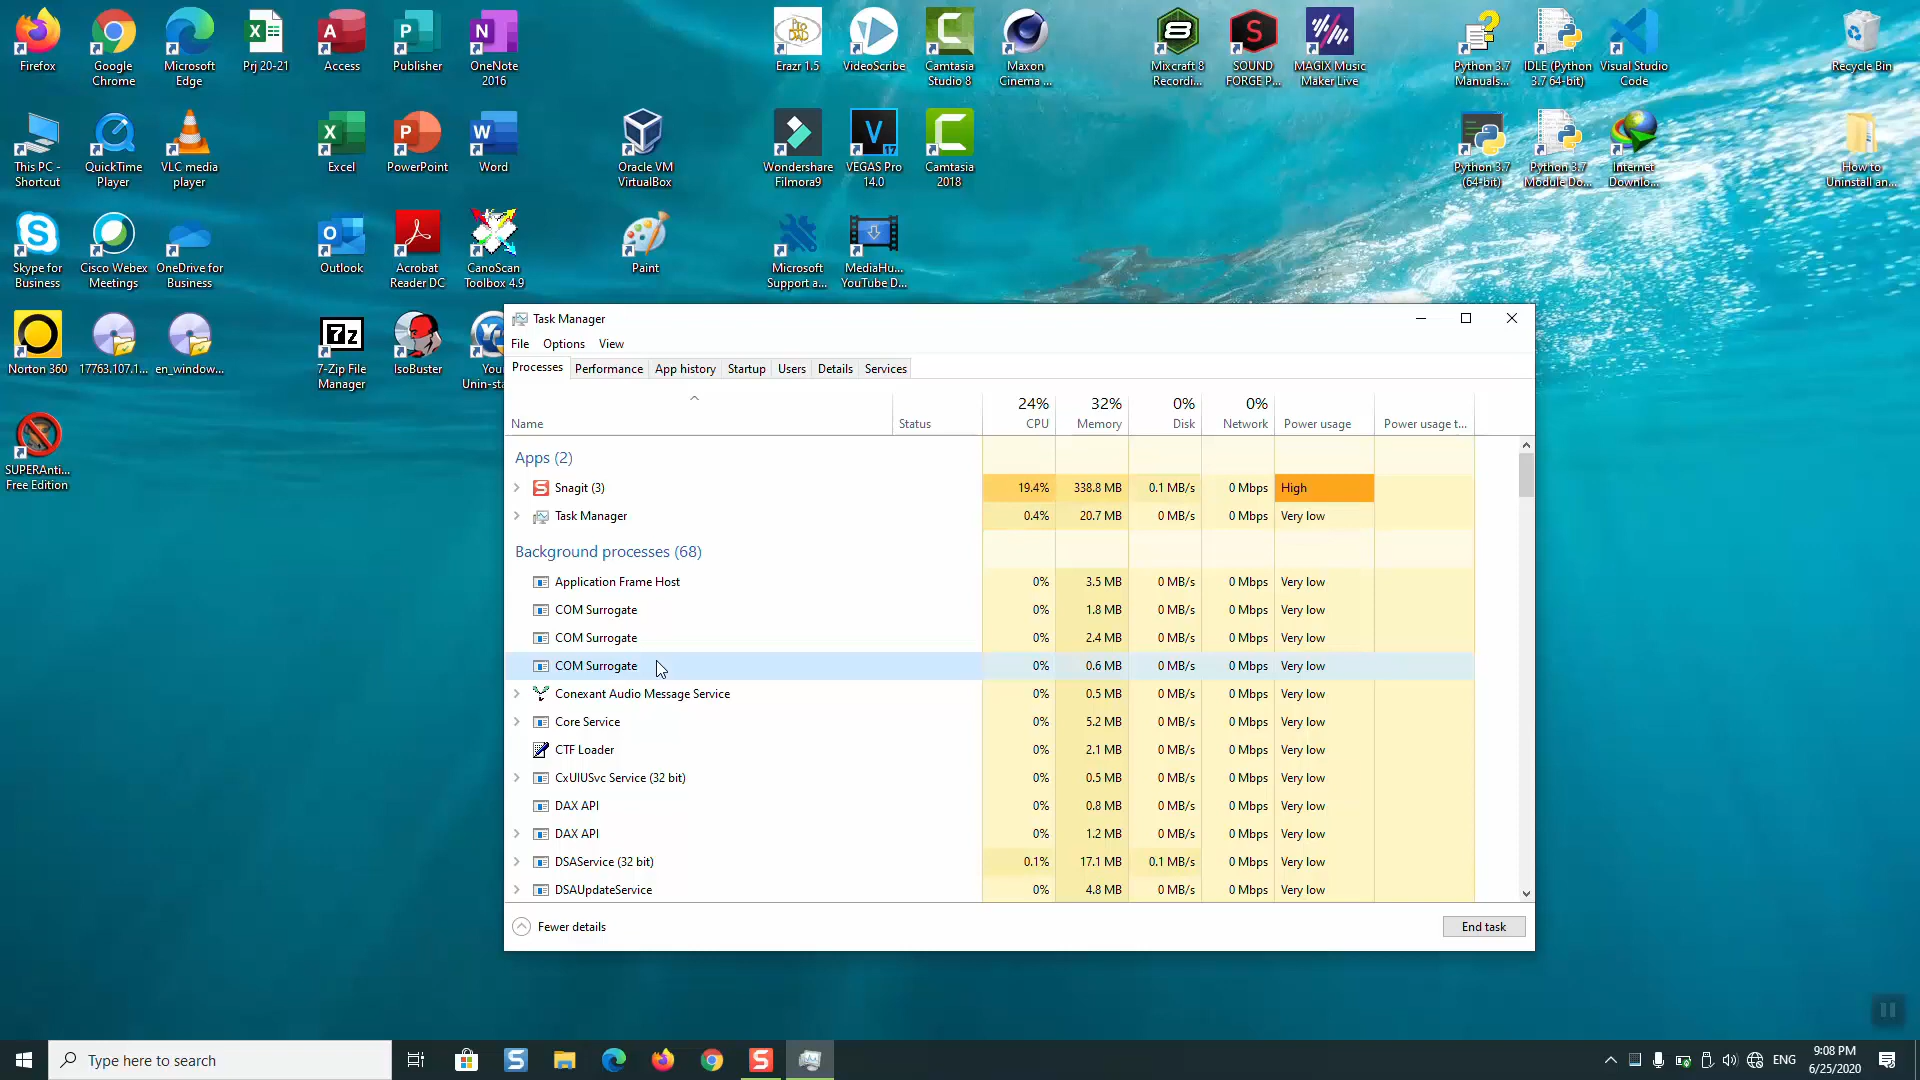 Firefox
Google
Chrome
Microsoft
Edge
Prj 20-21
Access
Publisher
OneNote
2016
Erazr 1.5
VideoScribe
Camtasia
Studio 8
Maxon
Cinema ...
Mixcraft 8
Recordi...
SOUND
FORGE P...
MAGIX Music
Maker Live
Python 3.7
Manuals...
IDLE (Python
3.7 64-bit)
Visual Studio
Code
Recycle Bin
This PC -
Shortcut
QuickTime
Player
VLC media
player
Excel
PowerPoint
Word
Oracle VM
VirtualBox
Wondershare
Filmora9
VEGAS Pro
14.0
Camtasia
2018
Python 3.7
(64-bit)
Python 3.7
Module Do...
Internet
Downlo...
How to
Uninstall an...
Skype for
Business
Cisco Webex
Meetings
OneDrive for
Business
Outlook
Acrobat
Reader DC
CanoScan
Toolbox 4.9
Paint
Microsoft
Support a...
MediaHu...
YouTube D...
Norton 360
17763.107.1...
en_window...
7-Zip File
Manager
IsoBuster
You
Unin-sta
SUPERAnti...
Free Edition
Task Manager
File Options View
Processes Performance App history Startup Users Details Services
24% 32% 0% 0%
Name Status CPU Memory Disk Network Power usage Power usage t...
Apps (2)
Snagit (3) 19.4% 338.8 MB 0.1 MB/s 0 Mbps High
Task Manager 0.4% 20.7 MB 0 MB/s 0 Mbps Very low
Background processes (68)
Application Frame Host 0% 3.5 MB 0 MB/s 0 Mbps Very low
COM Surrogate 0% 1.8 MB 0 MB/s 0 Mbps Very low
COM Surrogate 0% 2.4 MB 0 MB/s 0 Mbps Very low
COM Surrogate 0% 0.6 MB 0 MB/s 0 Mbps Very low
Conexant Audio Message Service 0% 0.5 MB 0 MB/s 0 Mbps Very low
Core Service 0% 5.2 MB 0 MB/s 0 Mbps Very low
CTF Loader 0% 2.1 MB 0 MB/s 0 Mbps Very low
CxUIUSvc Service (32 bit) 0% 0.5 MB 0 MB/s 0 Mbps Very low
DAX API 0% 0.8 MB 0 MB/s 0 Mbps Very low
DAX API 0% 1.2 MB 0 MB/s 0 Mbps Very low
DSAService (32 bit) 0.1% 17.1 MB 0.1 MB/s 0 Mbps Very low
DSAUpdateService 0% 4.8 MB 0 MB/s 0 Mbps Very low
Fewer details End task
Type here to search
ENG
9:08 PM
6/25/2020